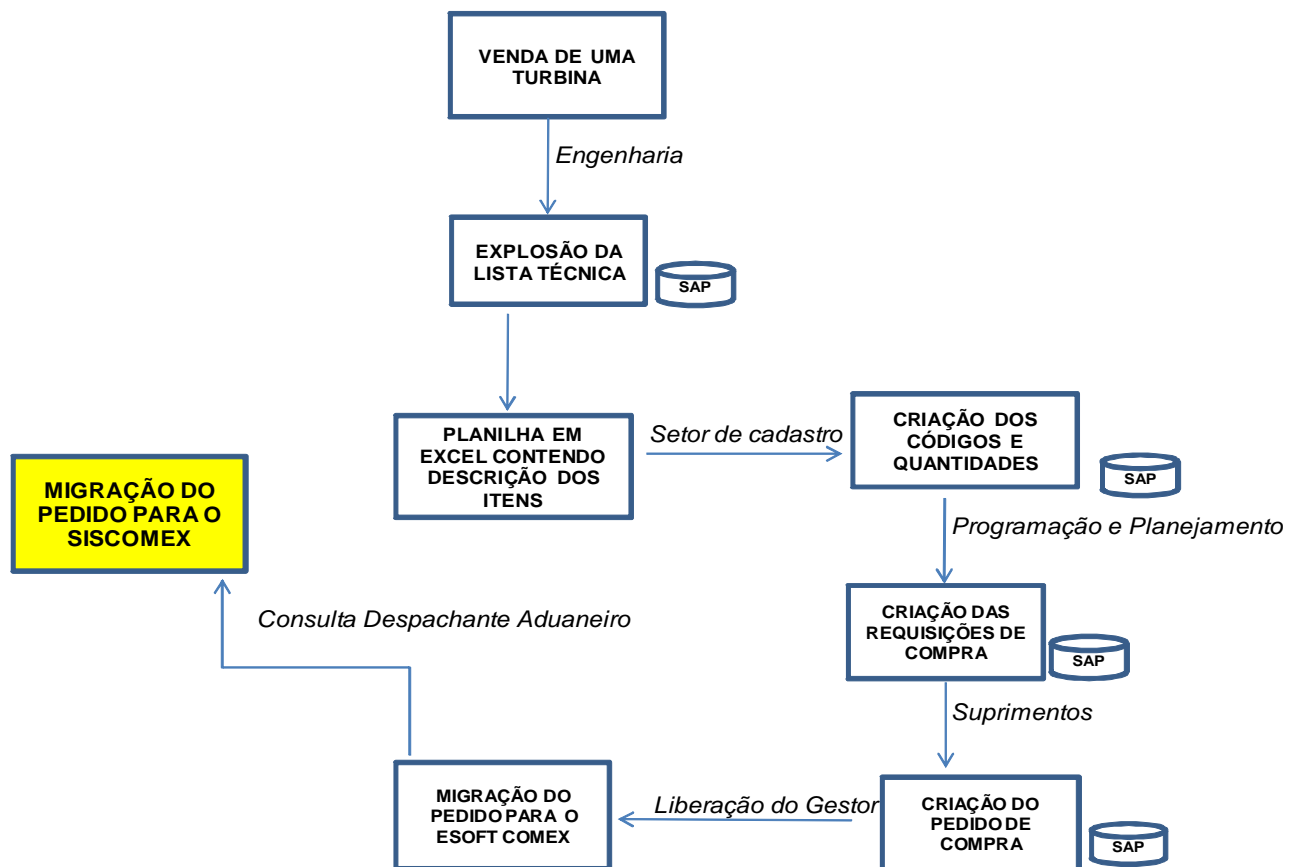 VENDA DE UMA
TURBINA
Engenharia
EXPLOSÃO DA
LISTA TÉCNICA
SAP
PLANILHA EM
EXCEL CONTENDO
DESCRIÇÃO DOS
ITENS
Setor de cadastro
CRIAÇÃO DOS
CÓDIGOS E
QUANTIDADES
SAP
Programação e Planejamento
CRIAÇÃO DAS
REQUISIÇÕES DE
COMPRA
SAP
Suprimentos
CRIAÇÃO DO
PEDIDO DE
COMPRA
SAP
Liberação do Gestor
MIGRAÇÃO DO
PEDIDO PARA O
ESOFT COMEX
Consulta Despachante Aduaneiro
MIGRAÇÃO DO
PEDIDO PARA O
SISCOMEX